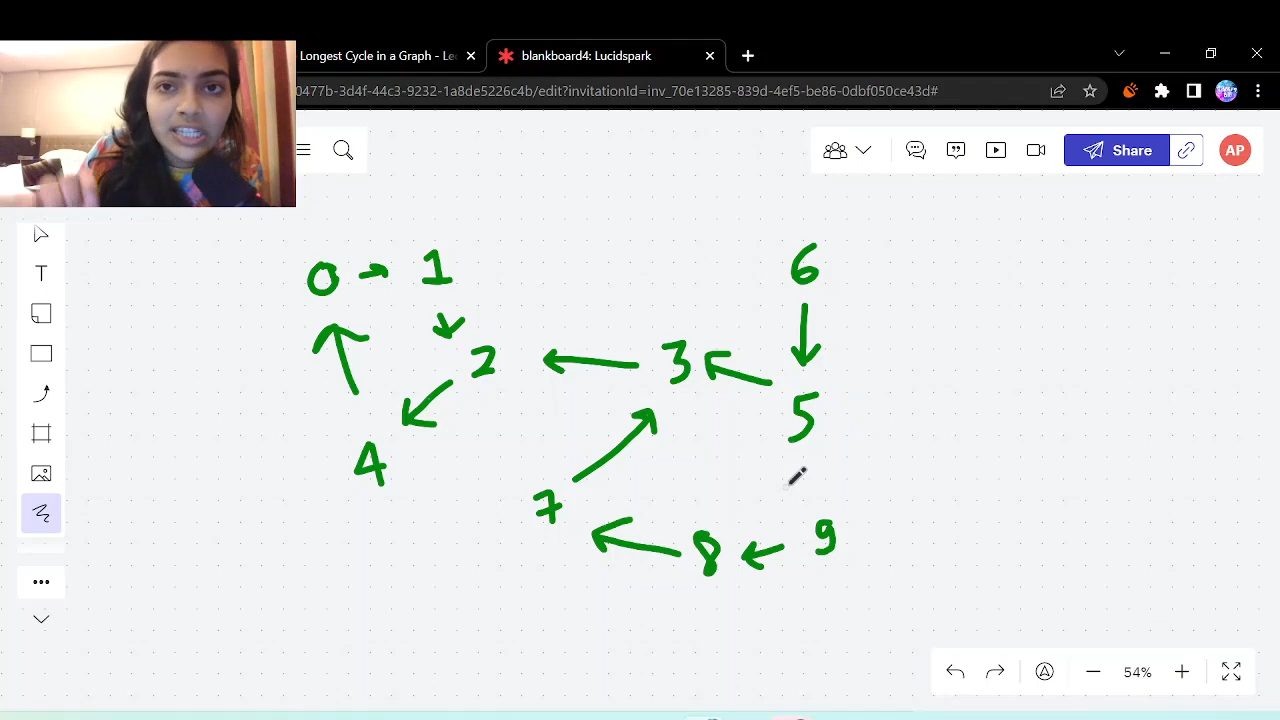 Longest Cycle in a Graph - Le
blankboard4: Lucidspark
0477b-3d4f-44c3-9232-1a8de5226c4b/edit?invitationId=inv_70e13285-839d-4ef5-be86-0dbf050ce43d#
Share
AP
T
0 → 1
6
2 ← 3
5
4
7
8 ← 9
54%